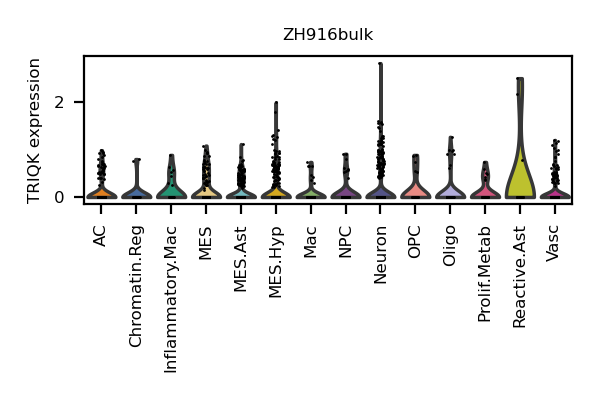 ZH916bulk
TRIQK expression
2
0
AC
Chromatin.Reg
Inflammatory.Mac
MES
MES.Ast
MES.Hyp
Mac
NPC
Neuron
OPC
Oligo
Prolif.Metab
Reactive.Ast
Vasc